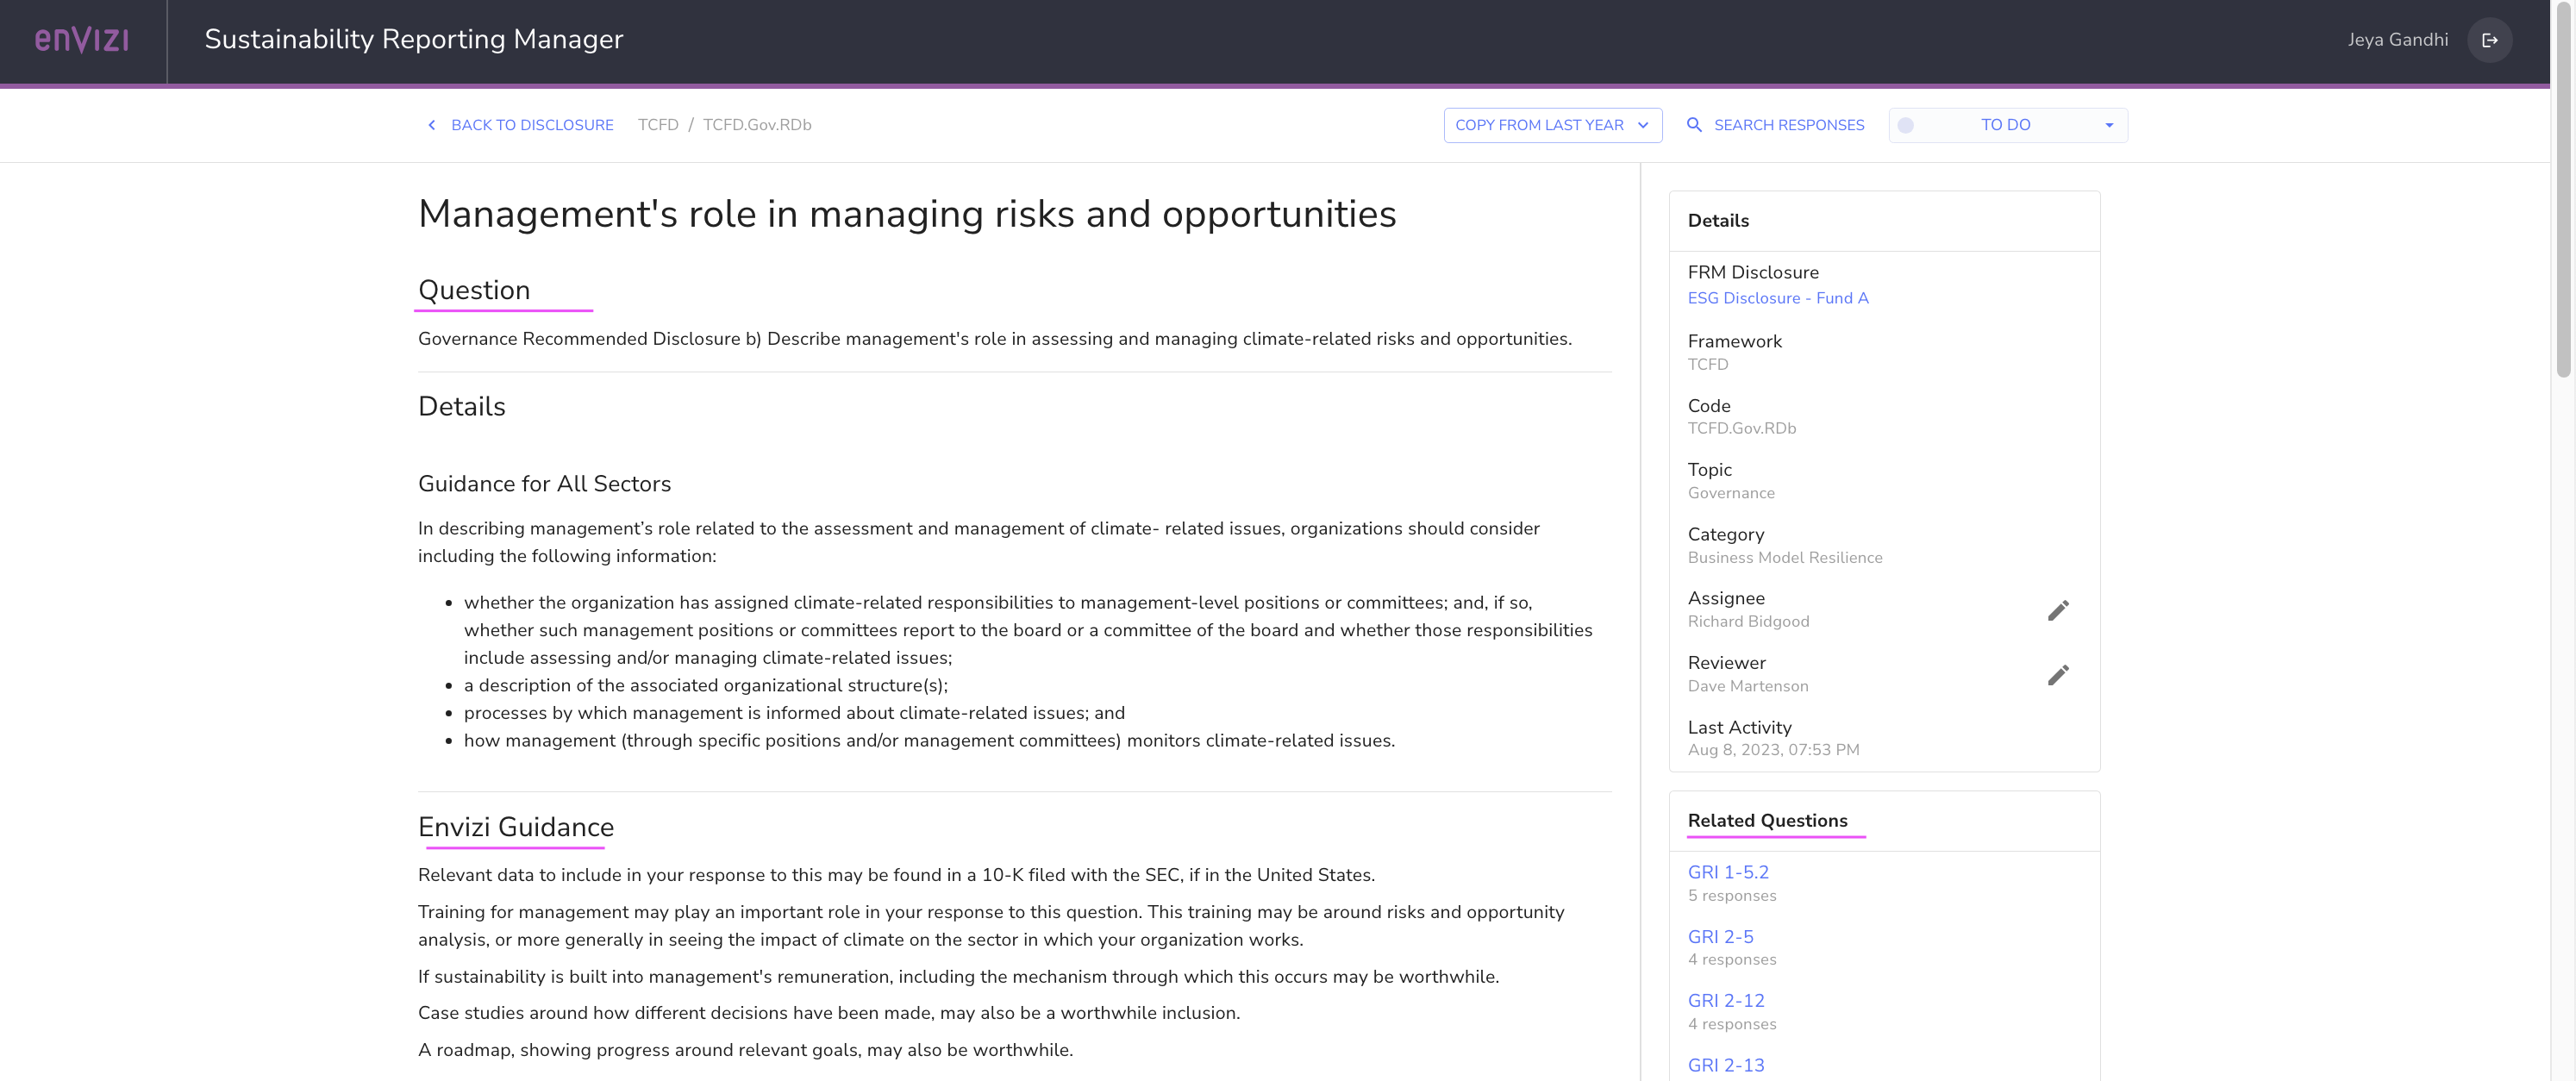 enVizi
Sustainability Reporting Manager
Jeya Gandhi
BACK TO DISCLOSURE
TCFD / TCFD.Gov.RDb
COPY FROM LAST YEAR
SEARCH RESPONSES
TO DO
Management's role in managing risks and opportunities
Question
Governance Recommended Disclosure b) Describe management's role in assessing and managing climate-related risks and opportunities.
Details
Guidance for All Sectors
In describing management’s role related to the assessment and management of climate- related issues, organizations should consider
including the following information:
• whether the organization has assigned climate-related responsibilities to management-level positions or committees; and, if so,
whether such management positions or committees report to the board or a committee of the board and whether those responsibilities
include assessing and/or managing climate-related issues;
• a description of the associated organizational structure(s);
• processes by which management is informed about climate-related issues; and
• how management (through specific positions and/or management committees) monitors climate-related issues.
Envizi Guidance
Relevant data to include in your response to this may be found in a 10-K filed with the SEC, if in the United States.
Training for management may play an important role in your response to this question. This training may be around risks and opportunity
analysis, or more generally in seeing the impact of climate on the sector in which your organization works.
If sustainability is built into management's remuneration, including the mechanism through which this occurs may be worthwhile.
Case studies around how different decisions have been made, may also be a worthwhile inclusion.
A roadmap, showing progress around relevant goals, may also be worthwhile.
Details
FRM Disclosure
ESG Disclosure - Fund A
Framework
TCFD
Code
TCFD.Gov.RDb
Topic
Governance
Category
Business Model Resilience
Assignee
Richard Bidgood
Reviewer
Dave Martenson
Last Activity
Aug 8, 2023, 07:53 PM
Related Questions
GRI 1-5.2
5 responses
GRI 2-5
4 responses
GRI 2-12
4 responses
GRI 2-13